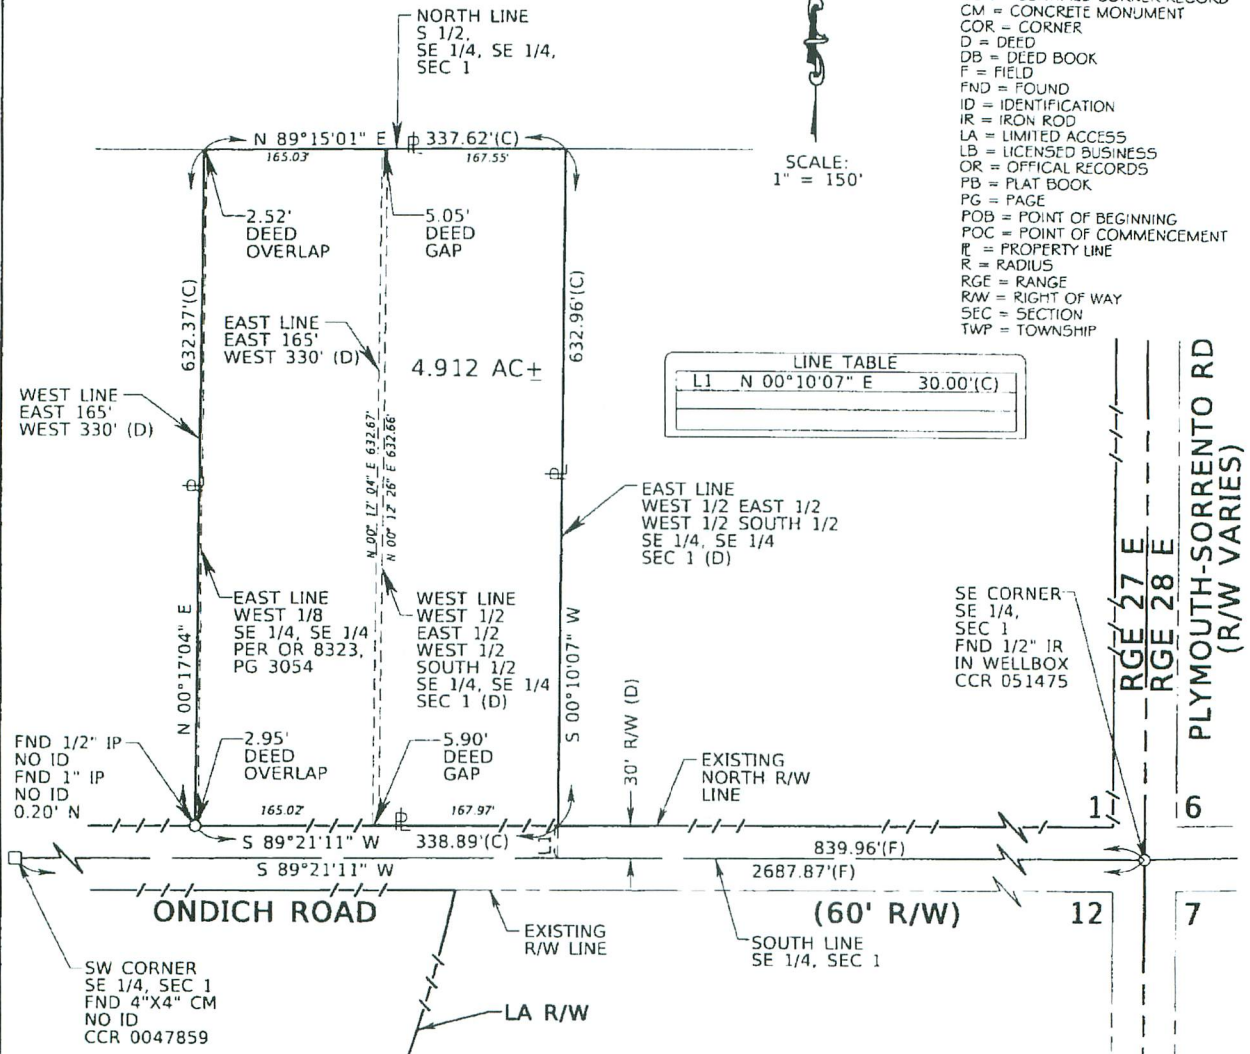 NORTH LINE
S 1/2,
SE 1/4, SE 1/4,
SEC 1
CM = CONCRETE MONUMENT
COR = CORNER
D = DEED
DB = DEED BOOK
F = FIELD
FND = FOUND
ID = IDENTIFICATION
IR = IRON ROD
LA = LIMITED ACCESS
LB = LICENSED BUSINESS
OR = OFFICAL RECORDS
PB = PLAT BOOK
PG = PAGE
POB = POINT OF BEGINNING
POC = POINT OF COMMENCEMENT
PL = PROPERTY LINE
R = RADIUS
RGE = RANGE
R/W = RIGHT OF WAY
SEC = SECTION
TWP = TOWNSHIP
SCALE:
1" = 150'
N 89°15'01" E PL 337.62'(C)
165.03' 167.55'
2.52'
DEED
OVERLAP
5.05'
DEED
GAP
632.37'(C)
632.96'(C)
EAST LINE
EAST 165'
WEST 330' (D)
4.912 AC±
LINE TABLE
L1 N 00°10'07" E 30.00'(C)
WEST LINE
EAST 165'
WEST 330' (D)
N 00° 17' 04" E 632.67'
N 00° 12' 26" E 632.66'
PL
PL
EAST LINE
WEST 1/2 EAST 1/2
WEST 1/2 SOUTH 1/2
SE 1/4, SE 1/4
SEC 1 (D)
PLYMOUTH-SORRENTO RD
(R/W VARIES)
RGE 27 E
RGE 28 E
SE CORNER
SE 1/4,
SEC 1
FND 1/2" IR
IN WELLBOX
CCR 051475
EAST LINE
WEST 1/8
SE 1/4, SE 1/4
PER OR 8323,
PG 3054
WEST LINE
WEST 1/2
EAST 1/2
WEST 1/2
SOUTH 1/2
SE 1/4, SE 1/4
SEC 1 (D)
N 00°17'04" E
S 00°10'07" W
30' R/W (D)
FND 1/2" IP
NO ID
FND 1" IP
NO ID
0.20' N
2.95'
DEED
OVERLAP
5.90'
DEED
GAP
EXISTING
NORTH R/W
LINE
165.02' 167.97'
PL
1 6
S 89°21'11" W 338.89'(C)
L1
839.96'(F)
S 89°21'11" W
2687.87'(F)
ONDICH ROAD
(60' R/W)
12 7
EXISTING
R/W LINE
SOUTH LINE
SE 1/4, SEC 1
SW CORNER
SE 1/4, SEC 1
FND 4"X4" CM
NO ID
CCR 0047859
LA R/W